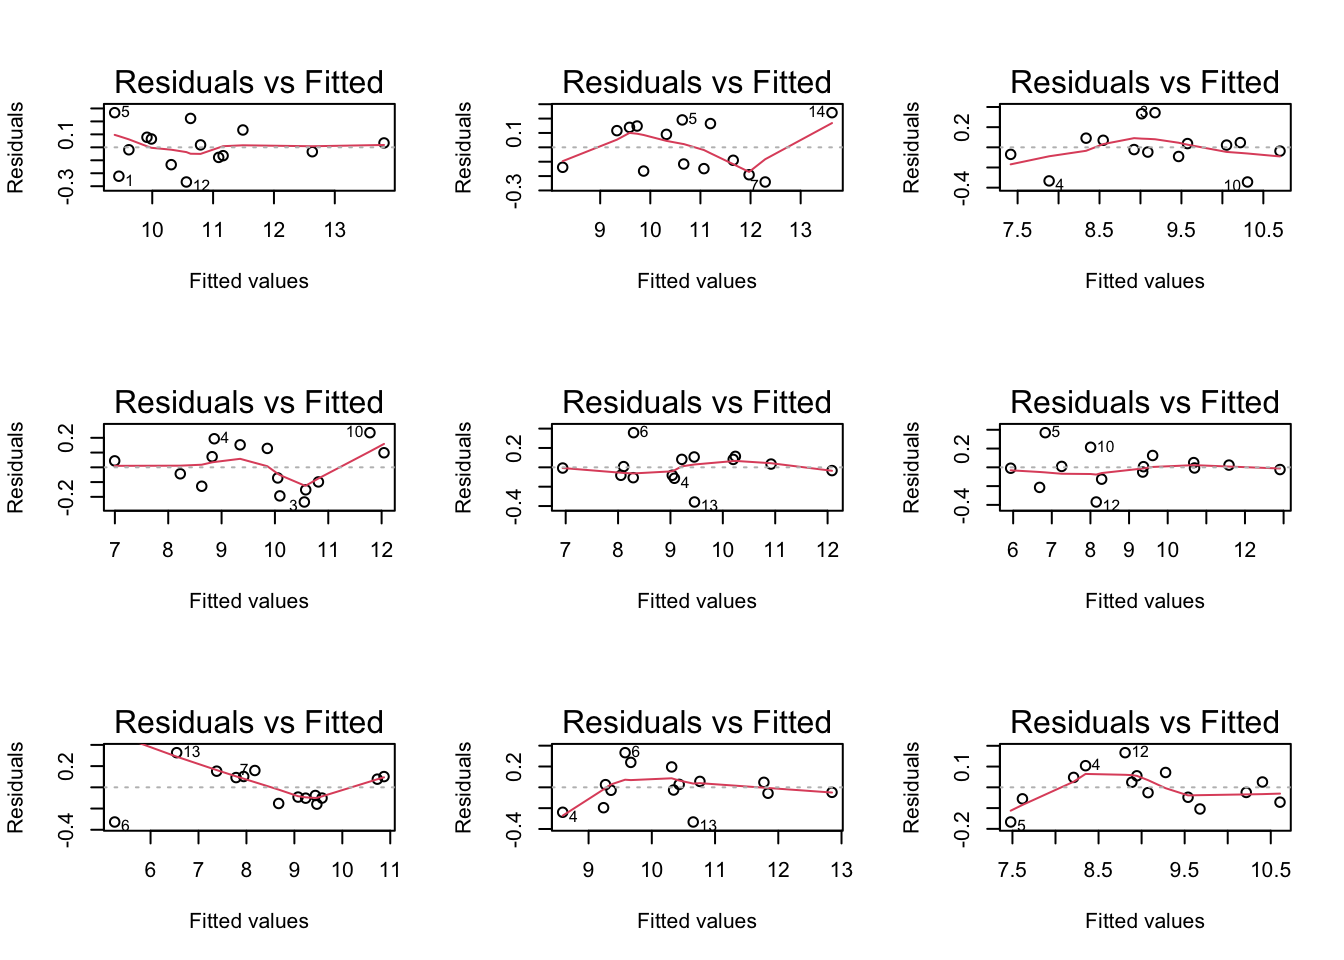 Residuals vs Fitted
Residuals
0.1
-0.3
5
1
12
10 11 12 13
Fitted values
Residuals vs Fitted
Residuals
0.1
-0.3
5
14
7
9 10 11 12 13
Fitted values
Residuals vs Fitted
Residuals
0.2
-0.4
3
4
10
7.5 8.5 9.5 10.5
Fitted values
Residuals vs Fitted
Residuals
0.2
-0.2
4
10
3
7 8 9 10 11 12
Fitted values
Residuals vs Fitted
Residuals
0.2
-0.4
6
4
13
7 8 9 10 11 12
Fitted values
Residuals vs Fitted
Residuals
0.2
-0.4
5
10
12
6 7 8 9 10 12
Fitted values
Residuals vs Fitted
Residuals
0.2
-0.4
13
7
6
6 7 8 9 10 11
Fitted values
Residuals vs Fitted
Residuals
0.2
-0.4
6
4
13
9 10 11 12 13
Fitted values
Residuals vs Fitted
Residuals
0.1
-0.2
12
4
5
7.5 8.5 9.5 10.5
Fitted values